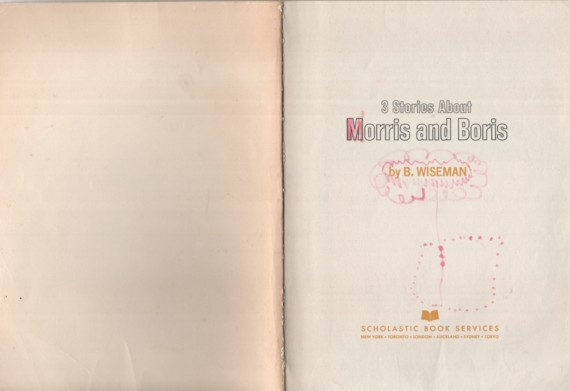 3 Stories About
Morris and Boris
by B. WISEMAN
SCHOLASTIC BOOK SERVICES
NEW YORK • TORONTO • LONDON • AUCKLAND • SYDNEY • TOKYO